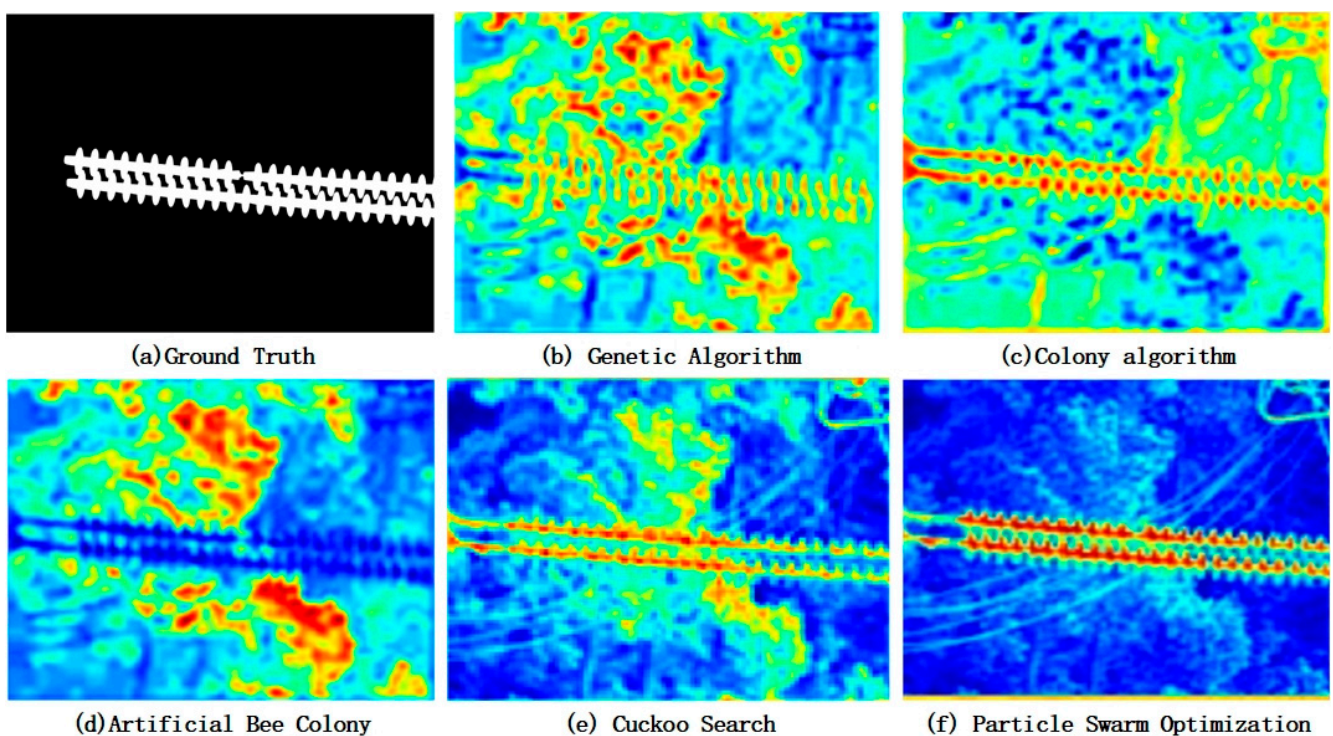 (a)Ground Truth
(b) Genetic Algorithm
(c)Colony algorithm
(d)Artificial Bee Colony
(e) Cuckoo Search
(f) Particle Swarm Optimization